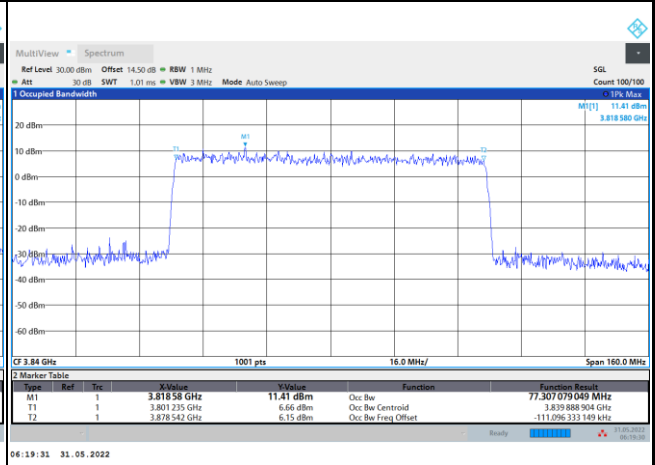 MultiView Spectrum
Ref Level 30.00 dBm Offset 14.50 dB RBW 1 MHz SGL
Att 30 dB SWT 1.01 ms VBW 3 MHz Mode Auto Sweep Count 100/100
1 Occupied Bandwidth 1Pk Max
M1[1] 11.41 dBm
3.818 580 GHz
20 dBm
M1
T1 T2
10 dBm
0 dBm
-10 dBm
-20 dBm
-30 dBm
-40 dBm
-50 dBm
-60 dBm
CF 3.84 GHz 1001 pts 16.0 MHz/ Span 160.0 MHz
2 Marker Table
Type Ref Trc X-Value Y-Value Function Function Result
M1 1 3.818 58 GHz 11.41 dBm Occ Bw 77.307 079 049 MHz
T1 1 3.801 235 GHz 6.66 dBm Occ Bw Centroid 3.839 888 904 GHz
T2 1 3.878 542 GHz 6.15 dBm Occ Bw Freq Offset -111.096 333 149 kHz
Ready 31.05.2022
06:19:30
06:19:31 31.05.2022